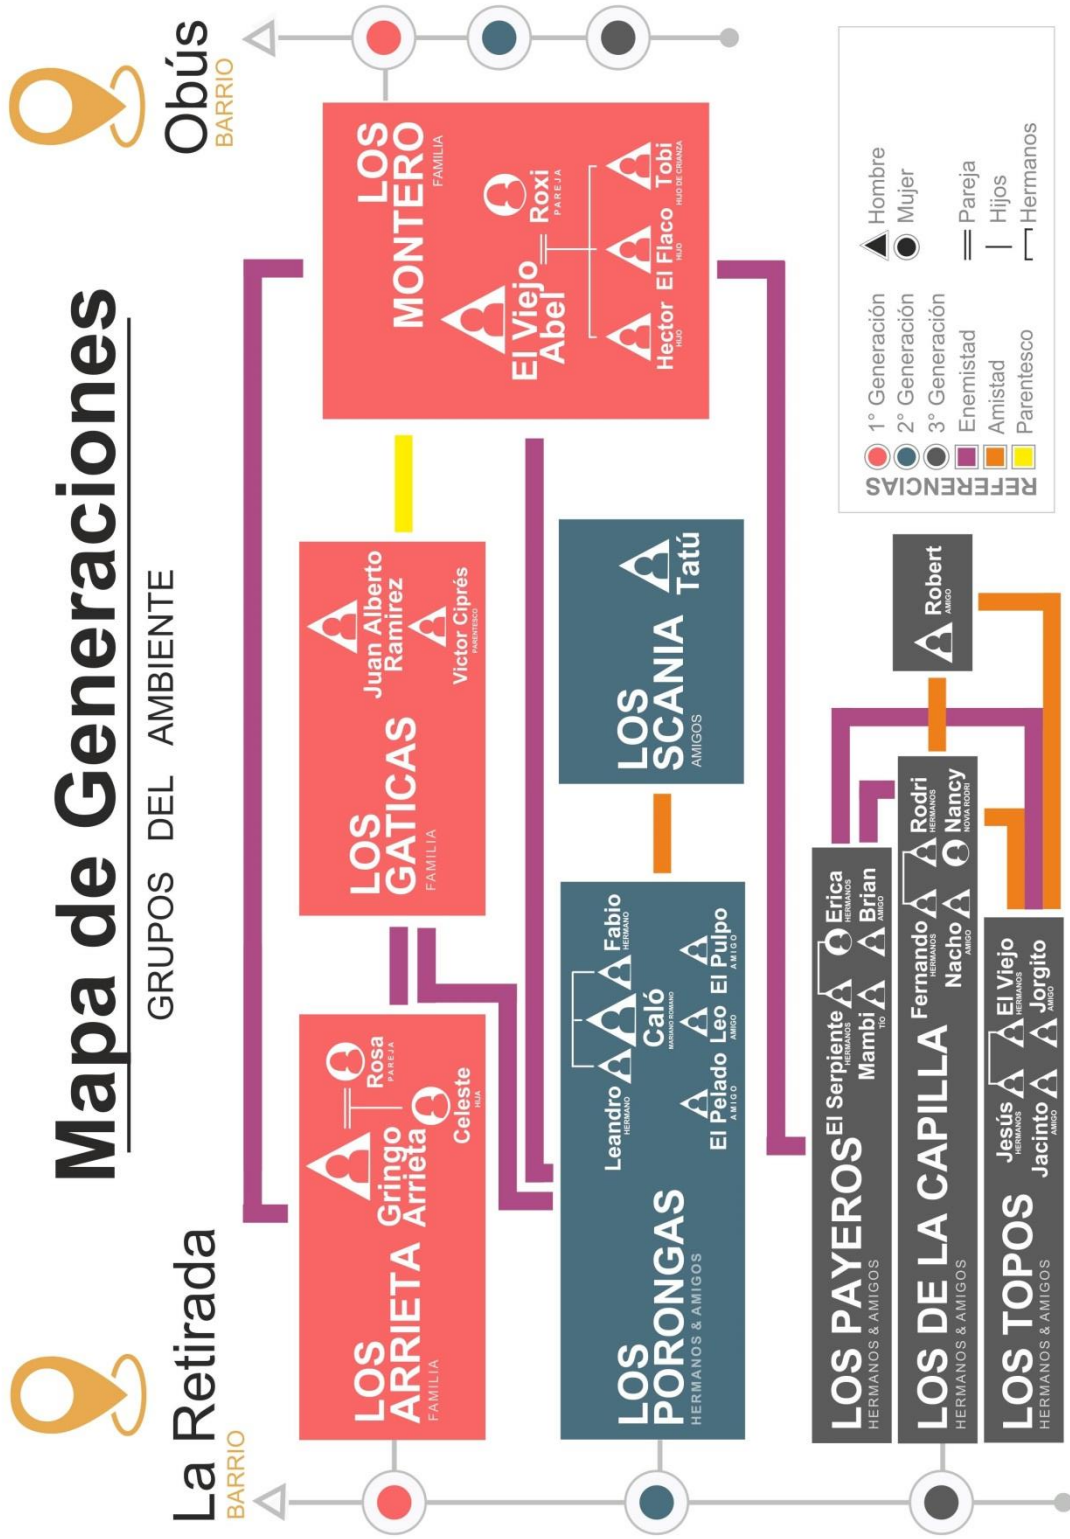 Mapa de Generaciones
GRUPOS DEL AMBIENTE
La Retirada
BARRIO
Obús
BARRIO
LOS
ARRIETA
FAMILIA
Gringo
Arrieta
Rosa
PAREJA
Celeste
HIJA
LOS
GATICAS
FAMILIA
Juan Alberto
Ramirez
Victor Ciprés
PARENTESCO
LOS
MONTERO
FAMILIA
El Viejo
Abel
Roxi
PAREJA
Hector
HIJO
El Flaco
HIJO
Tobi
HIJO DE CRIANZA
LOS
PORONGAS
HERMANOS & AMIGOS
Leandro
HERMANO
Caló
MARIANO ROMANO
Fabio
HERMANO
El Pelado
AMIGO
Leo
AMIGO
El Pulpo
AMIGO
LOS
SCANIA
AMIGOS
Tatú
LOS PAYEROS
HERMANOS & AMIGOS
El Serpiente
HERMANOS
Erica
HERMANOS
Mambi
TÍO
Brian
AMIGO
LOS DE LA CAPILLA
HERMANOS & AMIGOS
Fernando
HERMANOS
Rodri
HERMANOS
Nacho
AMIGO
Nancy
NOVIA RODRI
Robert
AMIGO
LOS TOPOS
HERMANOS & AMIGOS
Jesús
HERMANOS
El Viejo
HERMANOS
Jacinto
AMIGO
Jorgito
AMIGO
REFERENCIAS
1° Generación
2° Generación
3° Generación
Enemistad
Amistad
Parentesco
Hombre
Mujer
Pareja
Hijos
Hermanos